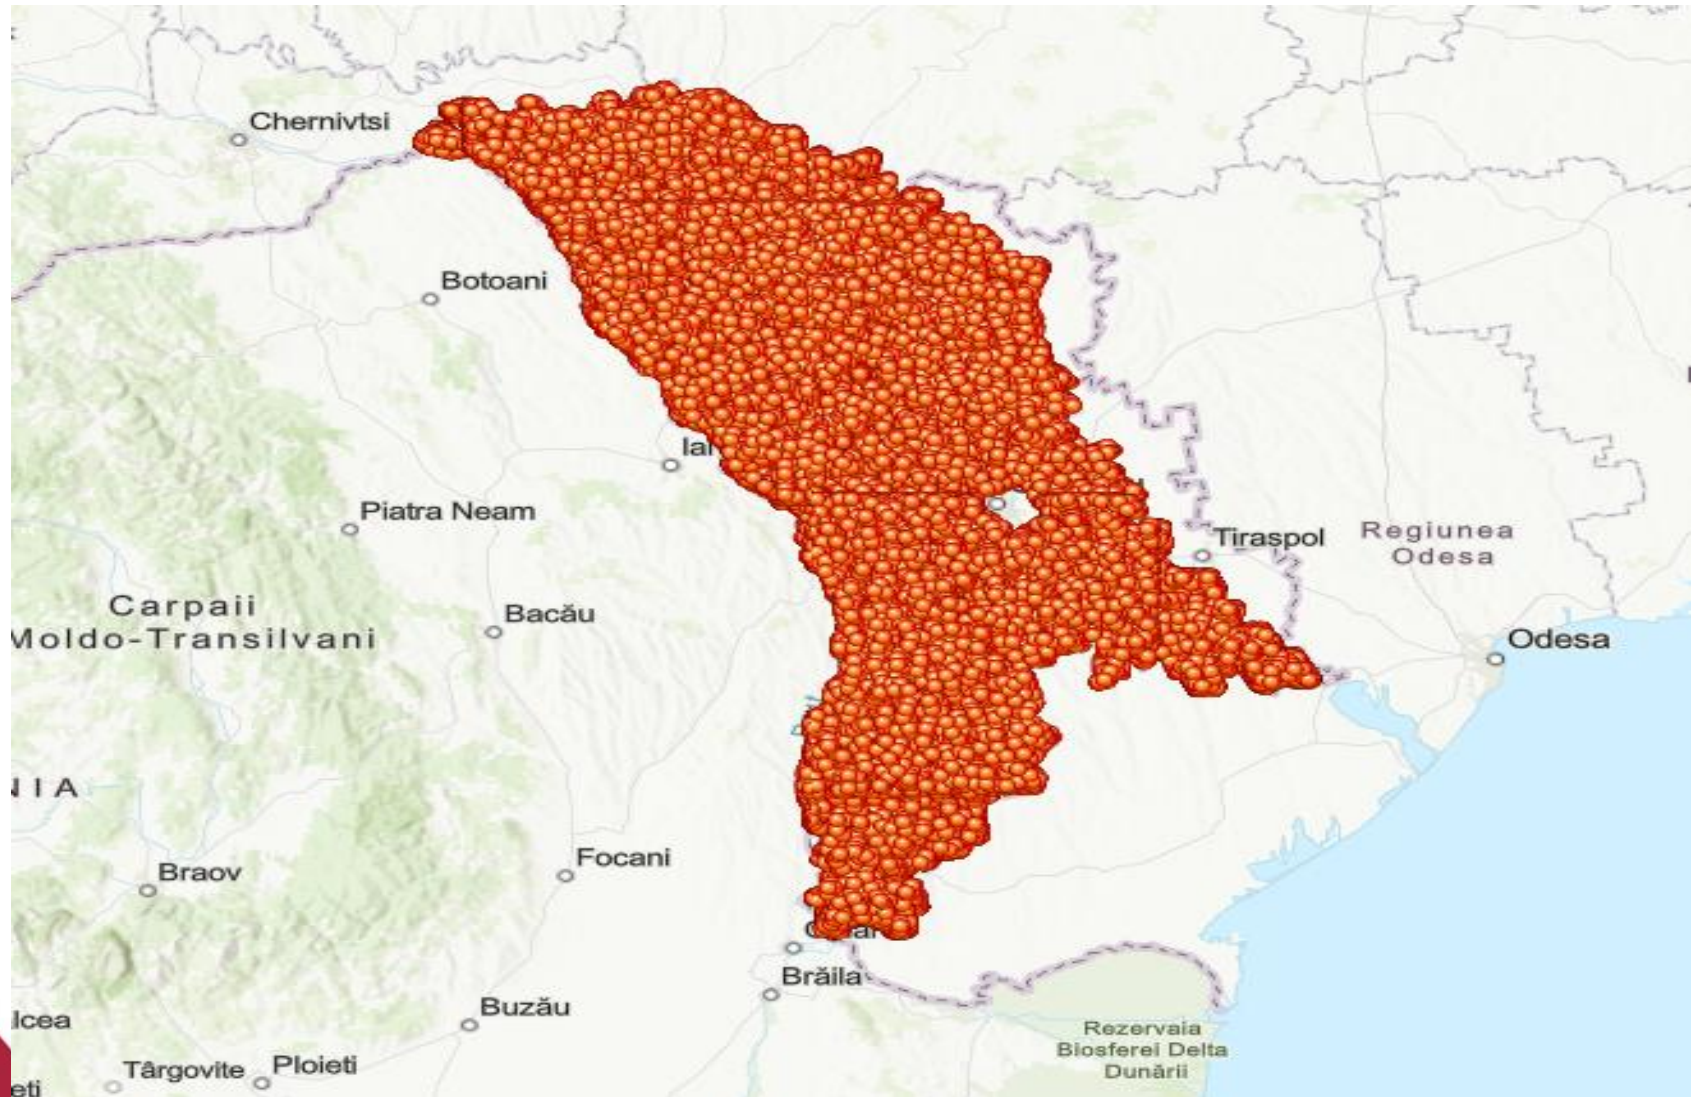 Chernivtsi
Botoani
Piatra Neam
Tiraspol
Regiunea
Odesa
Carpaii
Moldo-Transilvani
Bacău
Odesa
Focani
Braov
Brăila
Buzău
Rezervaia
Biosferei Delta
Dunării
Târgovite
Ploieti